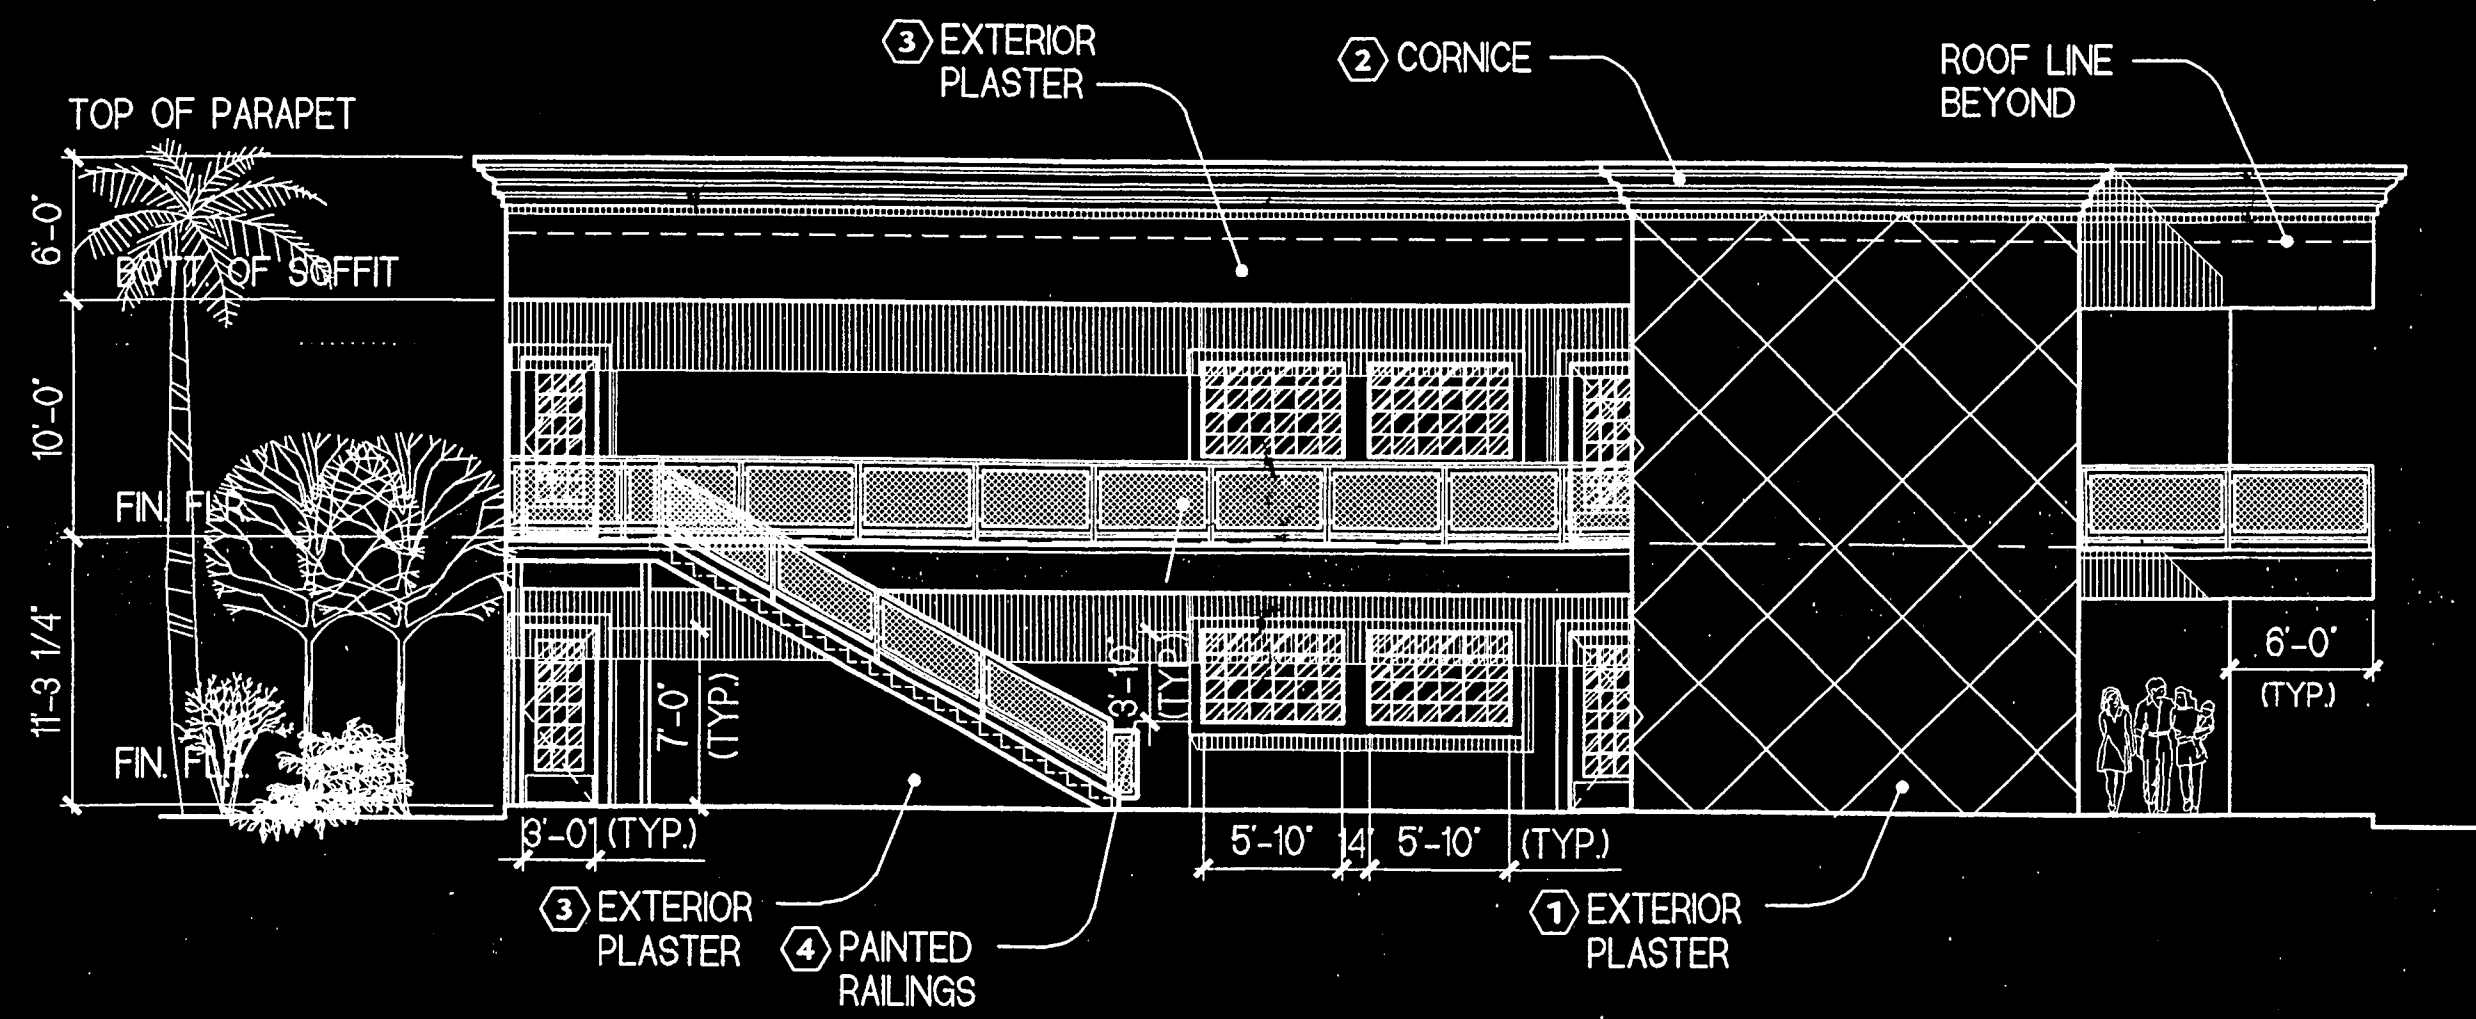 3 EXTERIOR
PLASTER
2 CORNICE
ROOF LINE
BEYOND
TOP OF PARAPET
6'-0"
BOTT. OF SOFFIT
10'-0"
FIN. FLR.
11'-3 1/4"
FIN. FLR.
7'-0"
(TYP.)
3'-10"
(TYP.)
6'-0"
(TYP.)
3'-0" (TYP.)
5'-10" 14" 5'-10" (TYP.)
3 EXTERIOR
PLASTER
4 PAINTED
RAILINGS
1 EXTERIOR
PLASTER